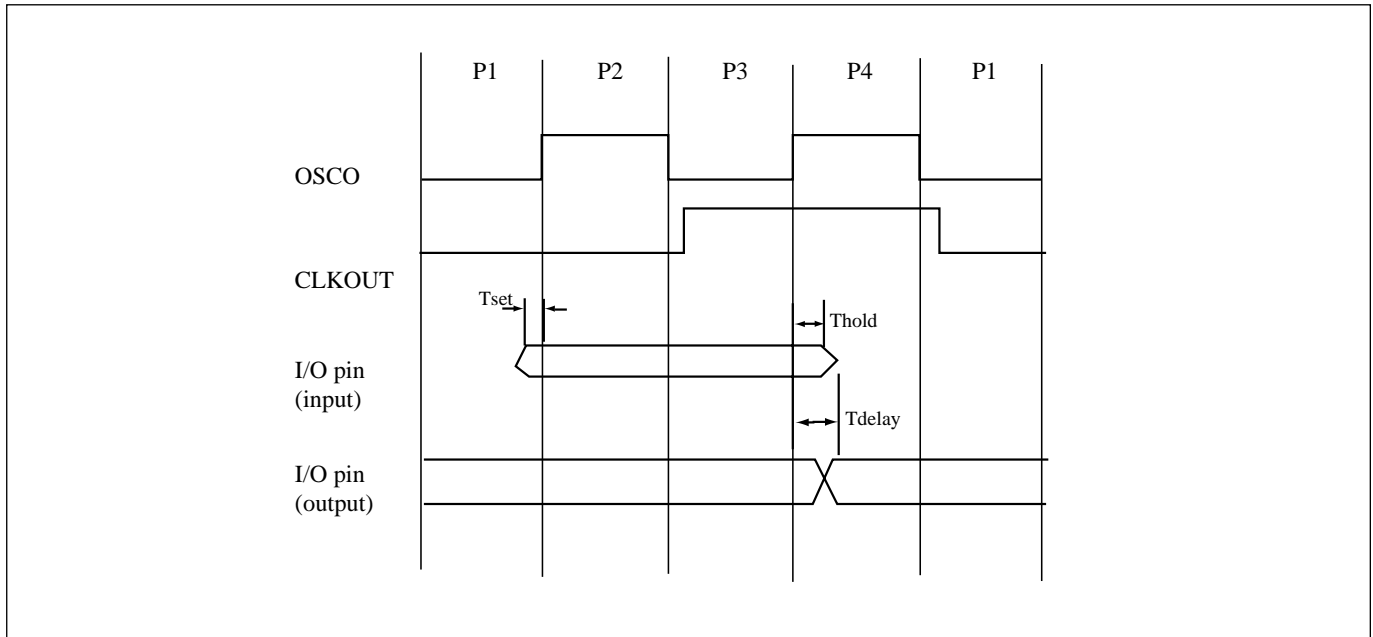 P1 P2 P3 P4 P1
OSCO
CLKOUT
Tset
Thold
I/O pin
(input)
Tdelay
I/O pin
(output)